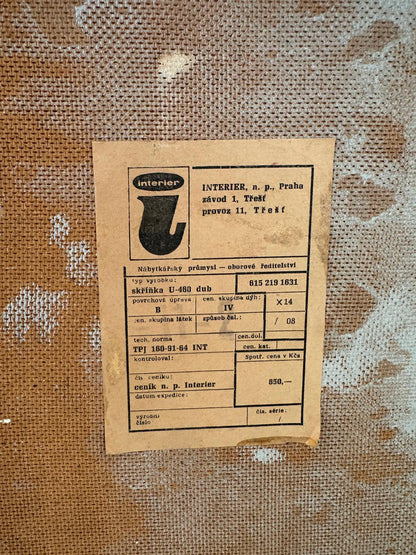 interier
INTERIER, n. p., Praha
závod 1, Třešť
provoz 11, Třešť
Nábytkářský průmysl — oborové ředitelství
typ výrobku:
skříňka U-460 dub
615 219 1631
povrchová úprava
B
cen. skupina dýh:
IV
X 14
cen. skupina látek
způsob čal.:
/ 08
tech. norma
TPJ 160-91-64 INT
cen. dol.
cen. kat.
kontroloval:
Spotř. cena v Kčs
čís. ceníku:
ceník n. p. Interier
850,—
datum expedice:
výrobní
číslo
čís. série:
/